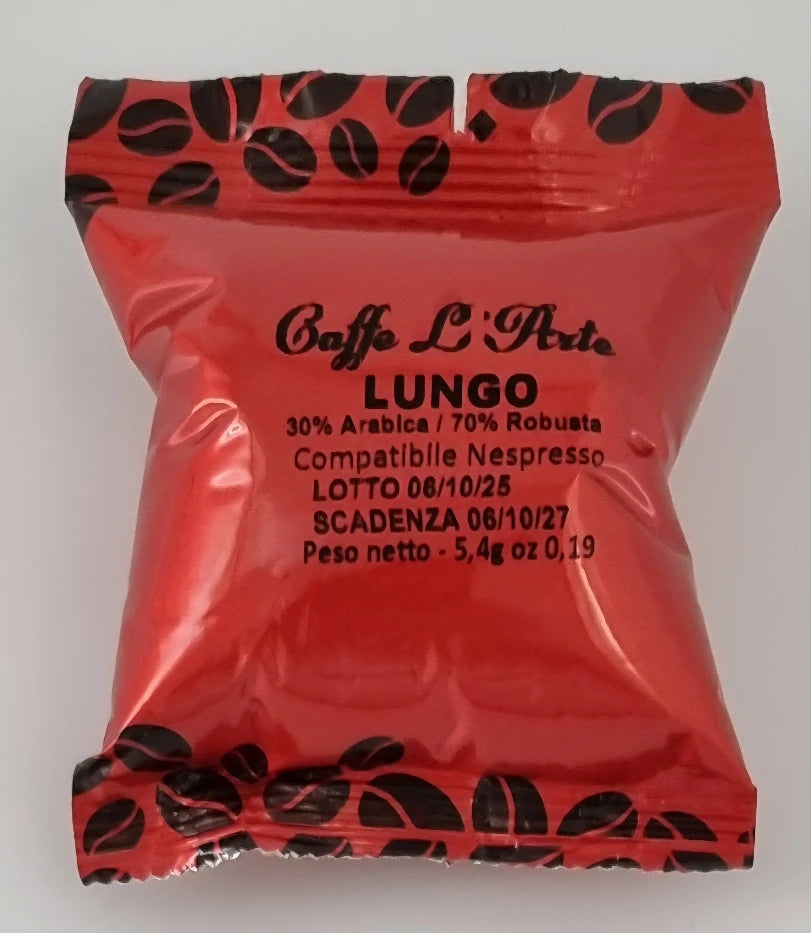 Caffe L'Arte
LUNGO
30% Arabica / 70% Robusta
Compatibile Nespresso
LOTTO 06/10/25
SCADENZA 06/10/27
Peso netto - 5,4g oz 0,19